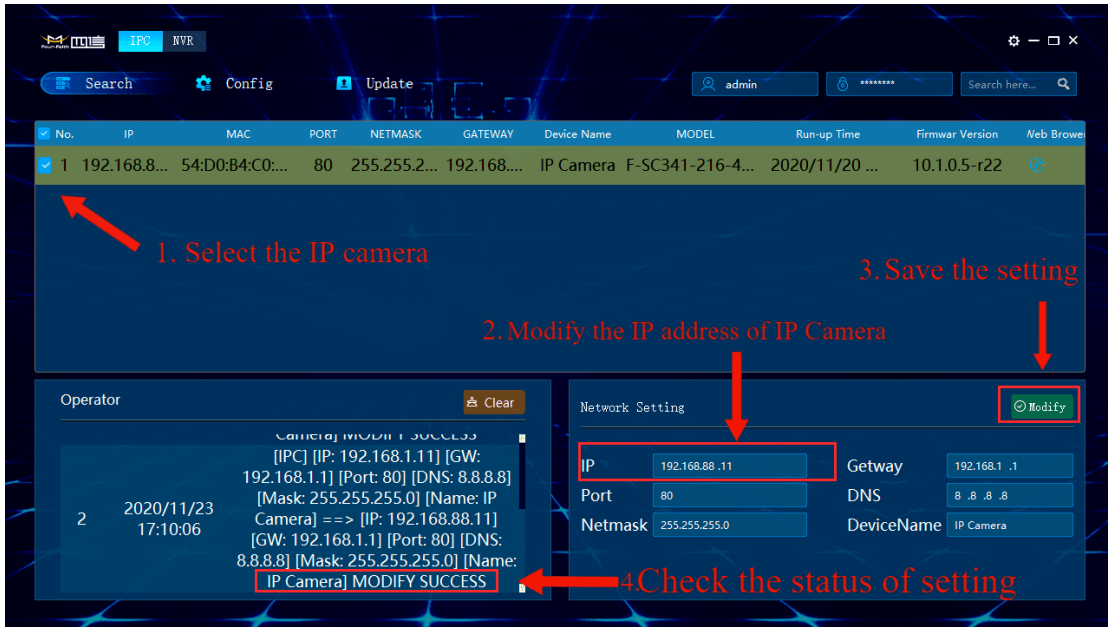 Four-Faith 四信 IPC NVR
Search Config Update admin ******** Search here...
No. IP MAC PORT NETMASK GATEWAY Device Name MODEL Run-up Time Firmwar Version Web Brower
1 192.168.8... 54:D0:B4:C0:... 80 255.255.2... 192.168.... IP Camera F-SC341-216-4... 2020/11/20 ... 10.1.0.5-r22
1. Select the IP camera
3. Save the setting
2. Modify the IP address of IP Camera
Operator Clear
Camera] MODIFY SUCCESS
2 2020/11/23
17:10:06
[IPC] [IP: 192.168.1.11] [GW:
192.168.1.1] [Port: 80] [DNS: 8.8.8.8]
[Mask: 255.255.255.0] [Name: IP
Camera] ==> [IP: 192.168.88.11]
[GW: 192.168.1.1] [Port: 80] [DNS:
8.8.8.8] [Mask: 255.255.255.0] [Name:
IP Camera] MODIFY SUCCESS
Network Setting Modify
IP 192.168.88 .11 Getway 192.168.1 .1
Port 80 DNS 8 .8 .8 .8
Netmask 255.255.255.0 DeviceName IP Camera
4.Check the status of setting